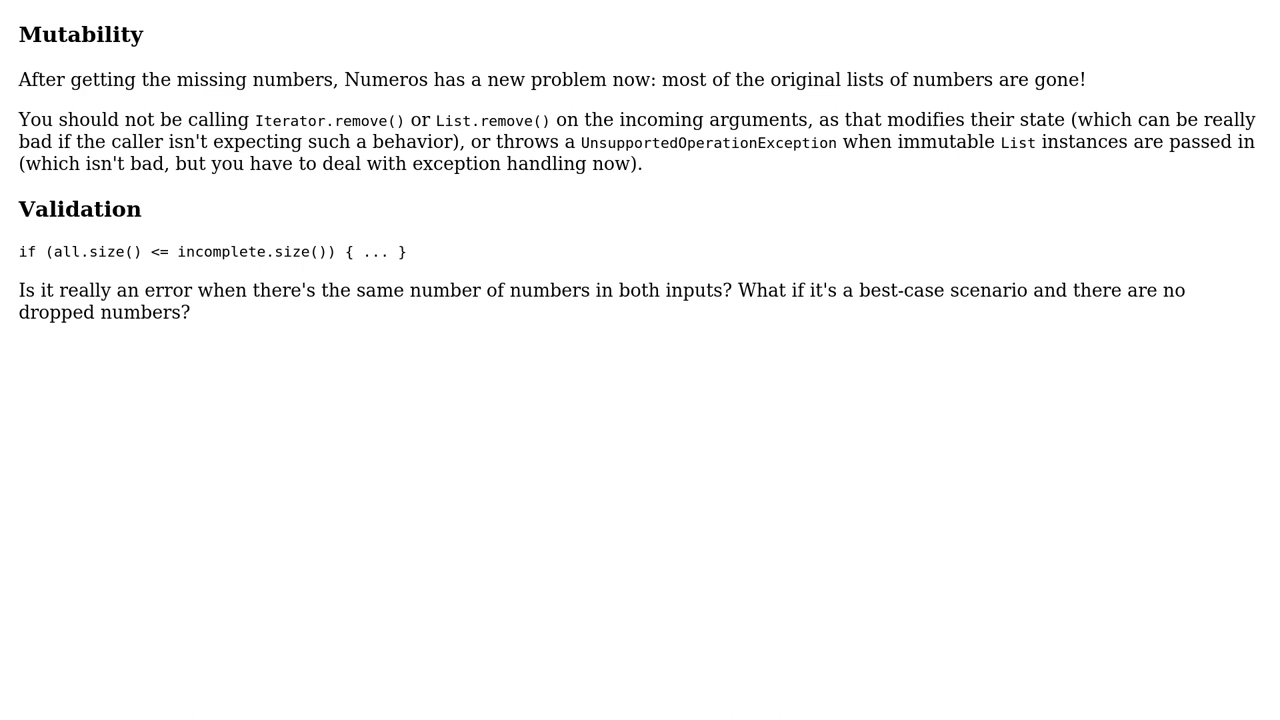 Mutability
After getting the missing numbers, Numeros has a new problem now: most of the original lists of numbers are gone!
You should not be calling Iterator.remove() or List.remove() on the incoming arguments, as that modifies their state (which can be really
bad if the caller isn't expecting such a behavior), or throws a UnsupportedOperationException when immutable List instances are passed in
(which isn't bad, but you have to deal with exception handling now).
Validation
if (all.size() <= incomplete.size()) { ... }
Is it really an error when there's the same number of numbers in both inputs? What if it's a best-case scenario and there are no
dropped numbers?